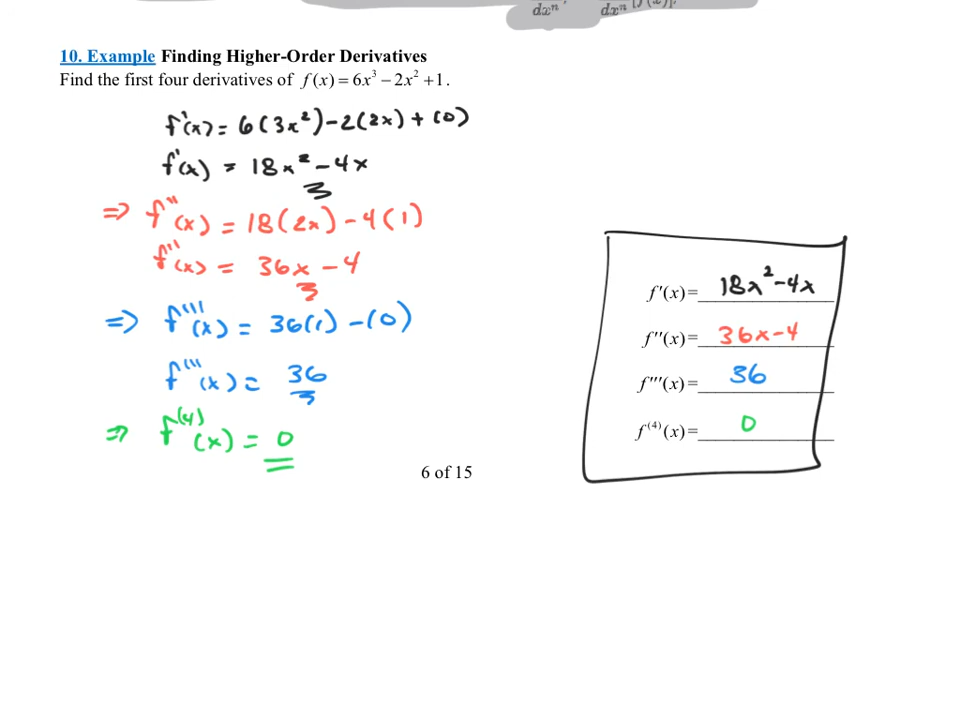 dxⁿ' dxⁿ [f(x)].
10. Example Finding Higher-Order Derivatives
Find the first four derivatives of f(x) = 6x³ − 2x² + 1.
f'(x) = 6(3x²) − 2(2x) + (0)
f'(x) = 18x² − 4x
⇒ f''(x) = 18(2x) − 4(1)
f''(x) = 36x − 4
⇒ f'''(x) = 36(1) − (0)
f'''(x) = 36
⇒ f⁽⁴⁾(x) = 0
f'(x) = 18x² − 4x
f''(x) = 36x − 4
f'''(x) = 36
f⁽⁴⁾(x) = 0
6 of 15